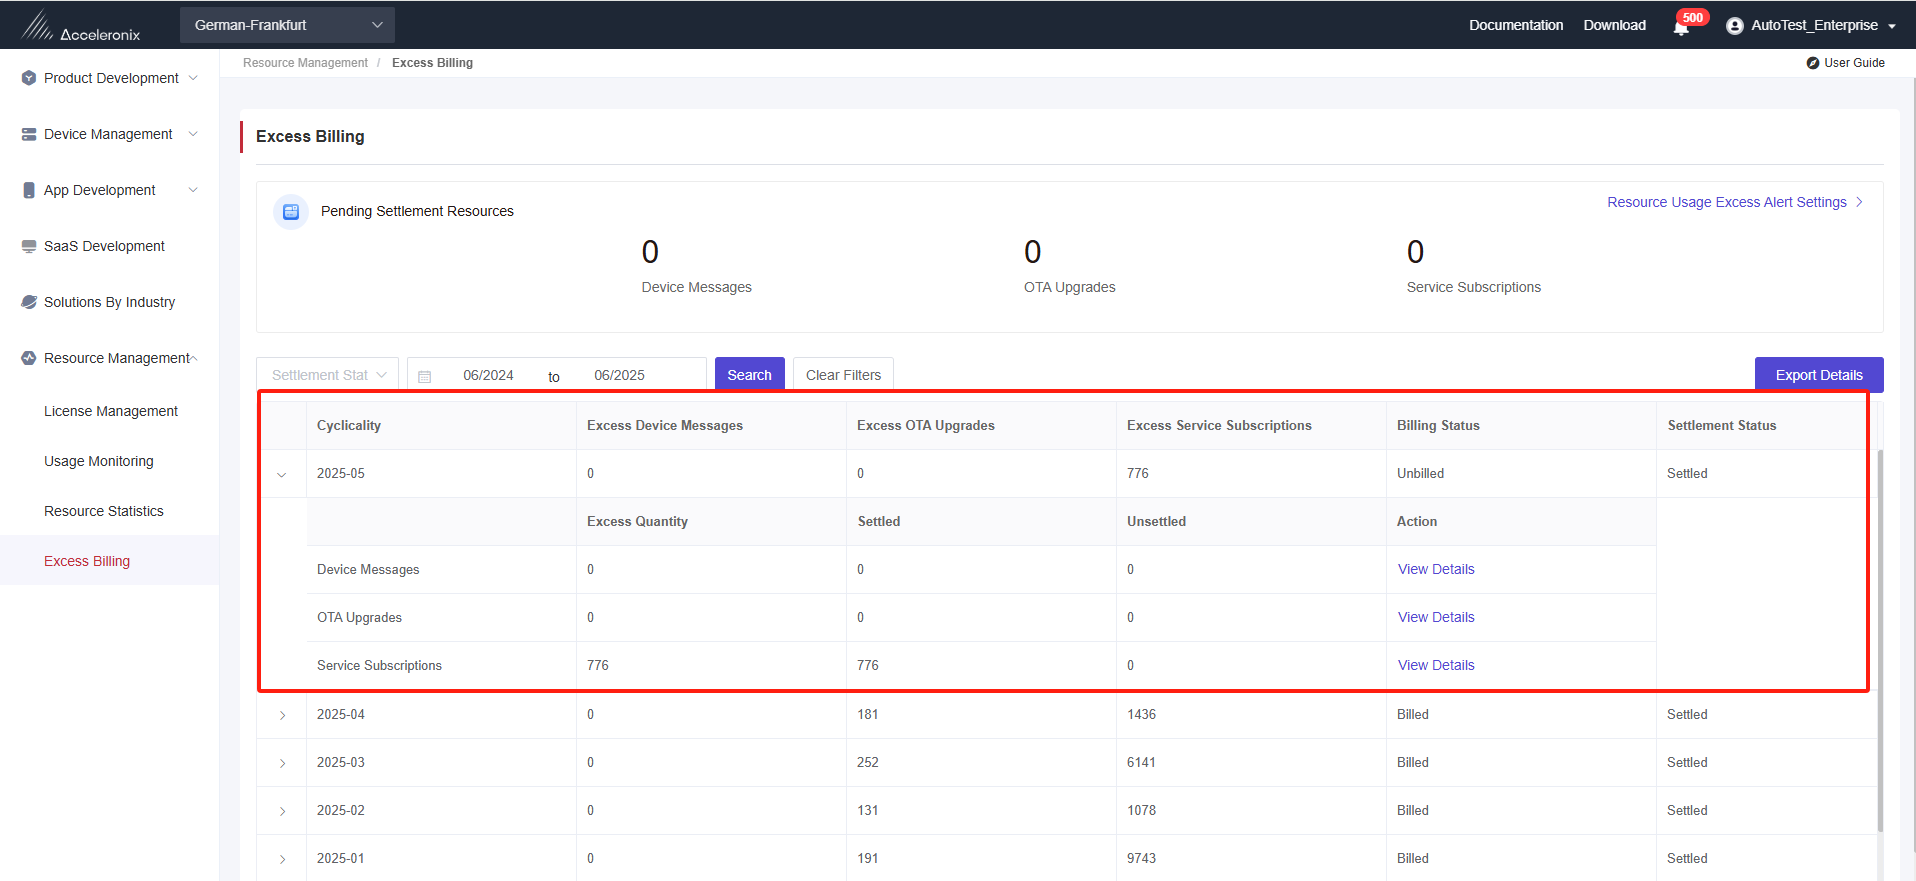 Acceleronix
German-Frankfurt
Documentation
Download
500
AutoTest_Enterprise
Product Development
Device Management
App Development
SaaS Development
Solutions By Industry
Resource Management
License Management
Usage Monitoring
Resource Statistics
Excess Billing
Resource Management / Excess Billing
User Guide
Excess Billing
Pending Settlement Resources
Resource Usage Excess Alert Settings
0 0 0
Device Messages OTA Upgrades Service Subscriptions
Settlement Stat 06/2024 to 06/2025 Search Clear Filters Export Details
Cyclicality Excess Device Messages Excess OTA Upgrades Excess Service Subscriptions Billing Status Settlement Status
2025-05 0 0 776 Unbilled Settled
Excess Quantity Settled Unsettled Action
Device Messages 0 0 0 View Details
OTA Upgrades 0 0 0 View Details
Service Subscriptions 776 776 0 View Details
2025-04 0 181 1436 Billed Settled
2025-03 0 252 6141 Billed Settled
2025-02 0 131 1078 Billed Settled
2025-01 0 191 9743 Billed Settled